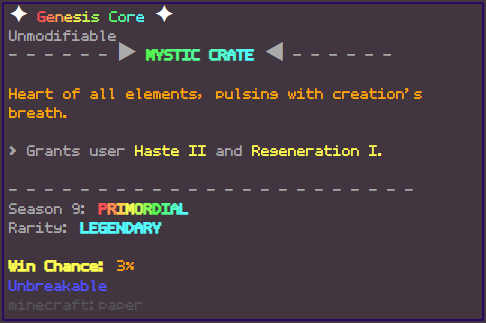 ✦ Genesis Core ✦
Unmodifiable
- - - - - - ▶ MYSTIC CRATE ◀ - - - - - -
Heart of all elements, pulsing with creation's
breath.
> Grants user Haste II and Regeneration I.
- - - - - - - - - - - - - - - - - - - - - - - -
Season 9: PRIMORDIAL
Rarity: LEGENDARY
Win Chance: 3%
Unbreakable
minecraft:paper